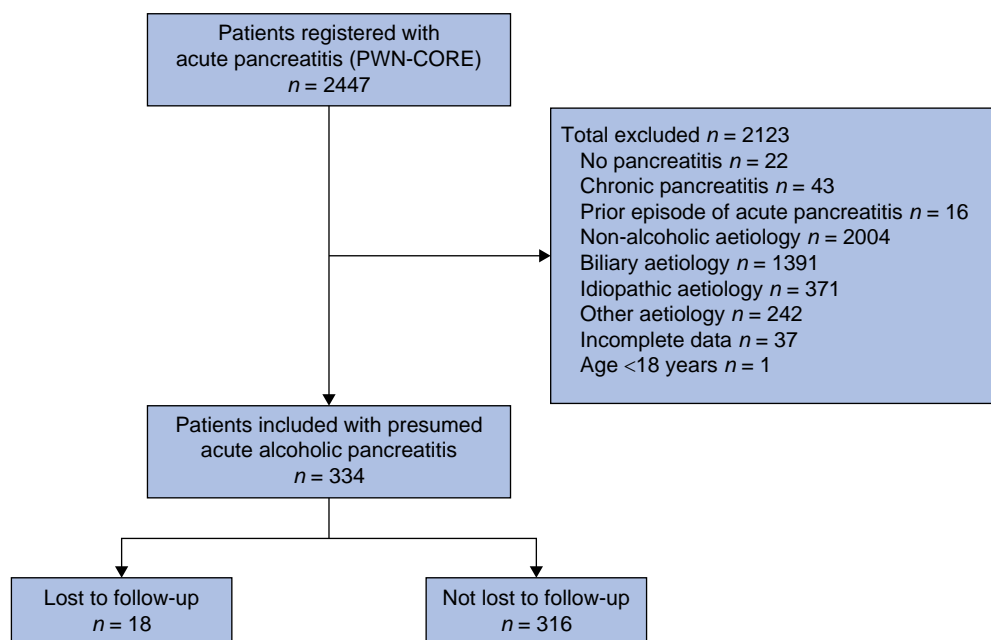 Patients registered with
acute pancreatitis (PWN-CORE)
n = 2447
Total excluded n = 2123
No pancreatitis n = 22
Chronic pancreatitis n = 43
Prior episode of acute pancreatitis n = 16
Non-alcoholic aetiology n = 2004
Biliary aetiology n = 1391
Idiopathic aetiology n = 371
Other aetiology n = 242
Incomplete data n = 37
Age <18 years n = 1
Patients included with presumed
acute alcoholic pancreatitis
n = 334
Lost to follow-up
n = 18
Not lost to follow-up
n = 316